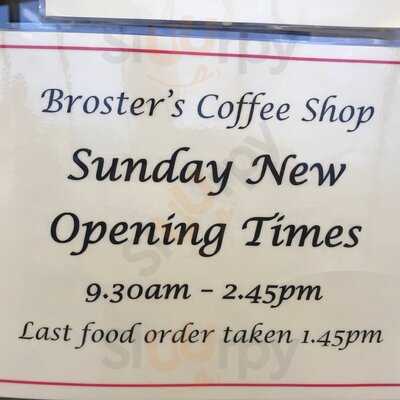 Broster's Coffee Shop
Sunday New
Opening Times
9.30am – 2.45pm
Last food order taken 1.45pm